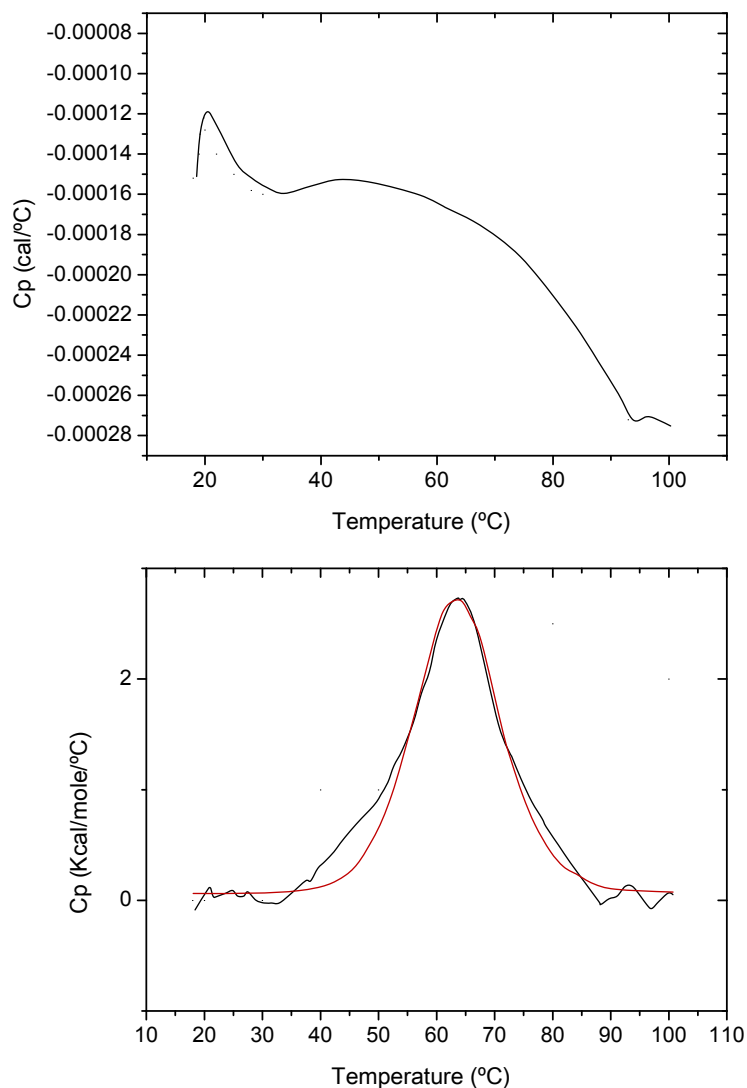 -0.00008
-0.00010
-0.00012
-0.00014
-0.00016
-0.00018
-0.00020
-0.00022
-0.00024
-0.00026
-0.00028
Cp (cal/ºC)
20 40 60 80 100
Temperature (ºC)
2
0
Cp (Kcal/mole/ºC)
10 20 30 40 50 60 70 80 90 100 110
Temperature (ºC)